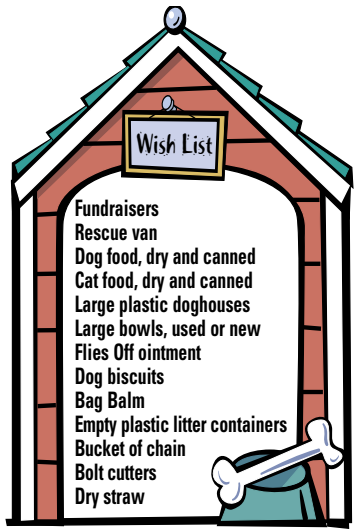 Wish List
Fundraisers
Rescue van
Dog food, dry and canned
Cat food, dry and canned
Large plastic doghouses
Large bowls, used or new
Flies Off ointment
Dog biscuits
Bag Balm
Empty plastic litter containers
Bucket of chain
Bolt cutters
Dry straw